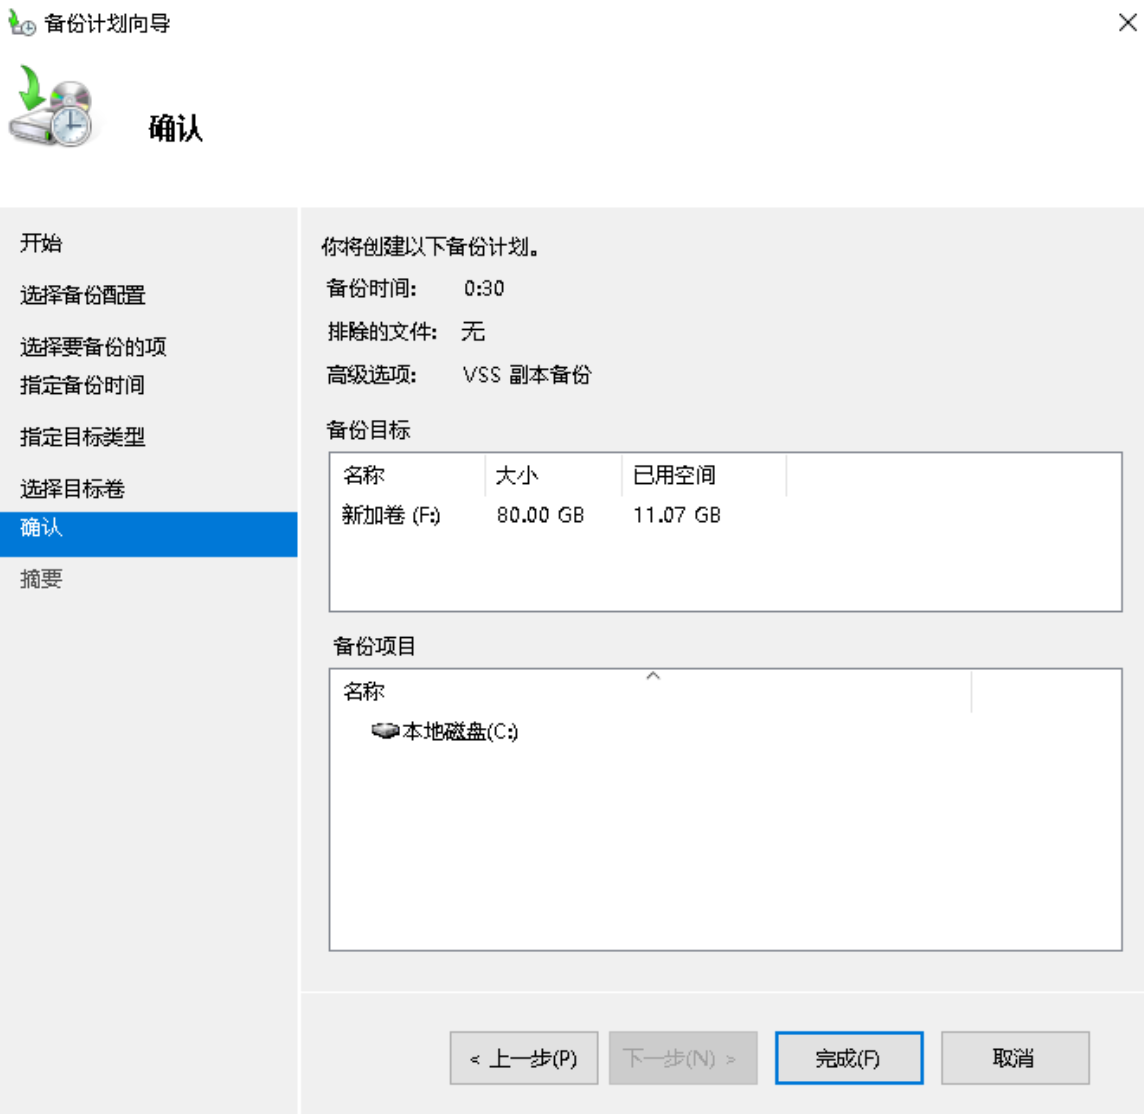 备份计划向导
确认
开始
选择备份配置
选择要备份的项
指定备份时间
指定目标类型
选择目标卷
确认
摘要
你将创建以下备份计划。
备份时间: 0:30
排除的文件: 无
高级选项: VSS 副本备份
备份目标
名称 大小 已用空间
新加卷 (F:) 80.00 GB 11.07 GB
备份项目
名称
本地磁盘(C:)
< 上一步(P) 下一步(N) > 完成(F) 取消